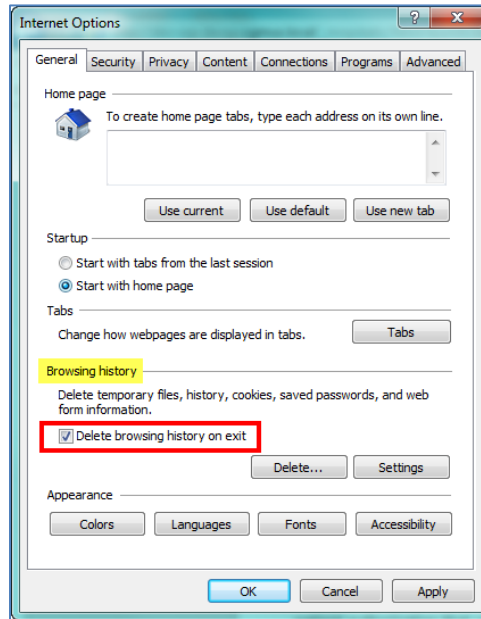 Internet Options
?
X
General Security Privacy Content Connections Programs Advanced
Home page
To create home page tabs, type each address on its own line.
Use current Use default Use new tab
Startup
Start with tabs from the last session
Start with home page
Tabs
Change how webpages are displayed in tabs. Tabs
Browsing history
Delete temporary files, history, cookies, saved passwords, and web
form information.
Delete browsing history on exit
Delete... Settings
Appearance
Colors Languages Fonts Accessibility
OK Cancel Apply